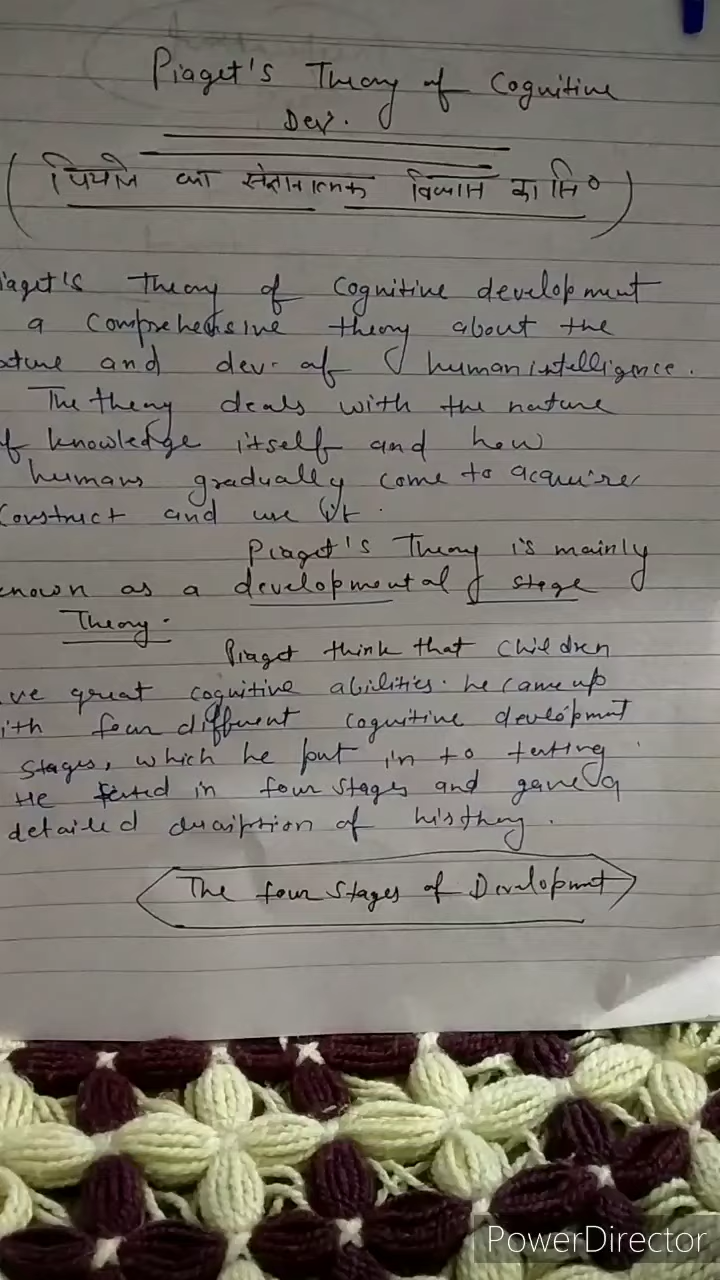 Piaget's Theory of Cognitive
Dev.
(पियाजे का संज्ञानात्मक विकास का सि०)
iaget's theory of Cognitive development
a Comprehensive theory about the
ture and dev. of human intelligence.
The theory deals with the nature
f knowledge itself and how
humans gradually come to acquire,
Construct and use it.
Piaget's Theory is mainly
known as a developmental stage
Theory.
Piaget think that children
ve great cognitive abilities. he came up
ith four different cognitive development
stages, which he put in to testing.
He in four stages and gave a
detailed description of his theory.
The four Stages of Development
PowerDirector